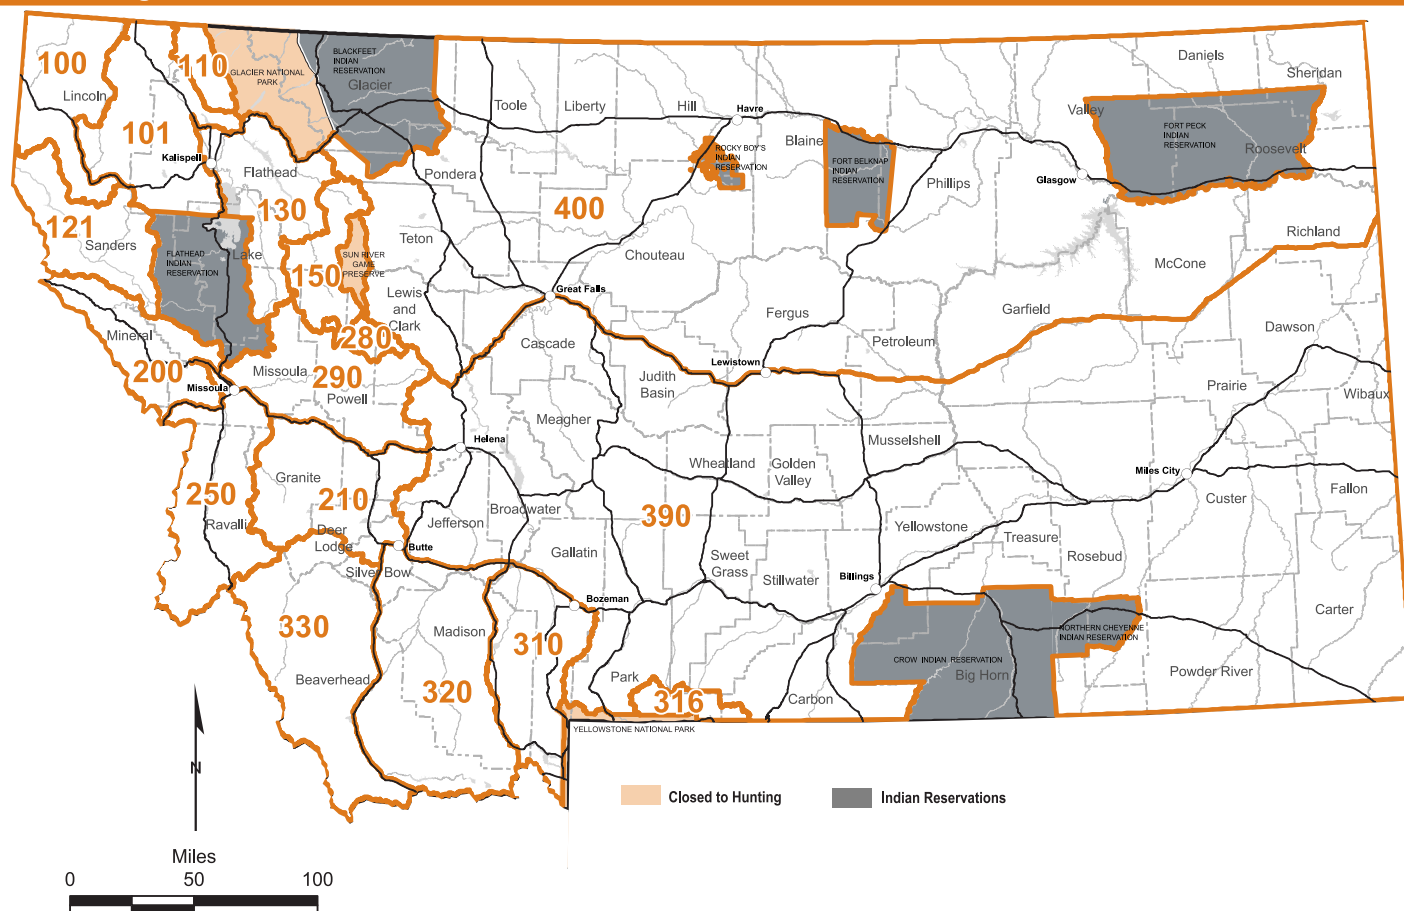 100
110
GLACIER NATIONAL
PARK
BLACKFEET
INDIAN
RESERVATION
Glacier
Lincoln
101
Kalispell
Toole
Liberty
Hill
Havre
Blaine
Daniels
Sheridan
Valley
FORT PECK
INDIAN
RESERVATION
Roosevelt
ROCKY BOY'S
INDIAN
RESERVATION
FORT BELKNAP
INDIAN
RESERVATION
Phillips
Glasgow
Flathead
Pondera
130
400
121
Sanders
FLATHEAD
INDIAN
RESERVATION
Lake
Teton
150
SUN RIVER
GAME
PRESERVE
Chouteau
Richland
McCone
Lewis
and
Clark
Great Falls
Fergus
Garfield
Mineral
280
Cascade
Petroleum
Dawson
200
Missoula
Missoula
290
Powell
Judith
Basin
Lewistown
Prairie
Wibaux
Meagher
Helena
Musselshell
Granite
250
210
Wheatland
Golden
Valley
Miles City
Fallon
Custer
Ravalli
Deer
Lodge
Jefferson
Broadwater
390
Yellowstone
Treasure
Butte
Silver Bow
Gallatin
Sweet
Grass
Stillwater
Billings
Rosebud
Bozeman
330
Madison
310
Carter
NORTHERN CHEYENNE
INDIAN RESERVATION
Beaverhead
320
Park
316
Carbon
CROW INDIAN RESERVATION
Big Horn
Powder River
YELLOWSTONE NATIONAL PARK
N
Closed to Hunting
Indian Reservations
Miles
0 50 100